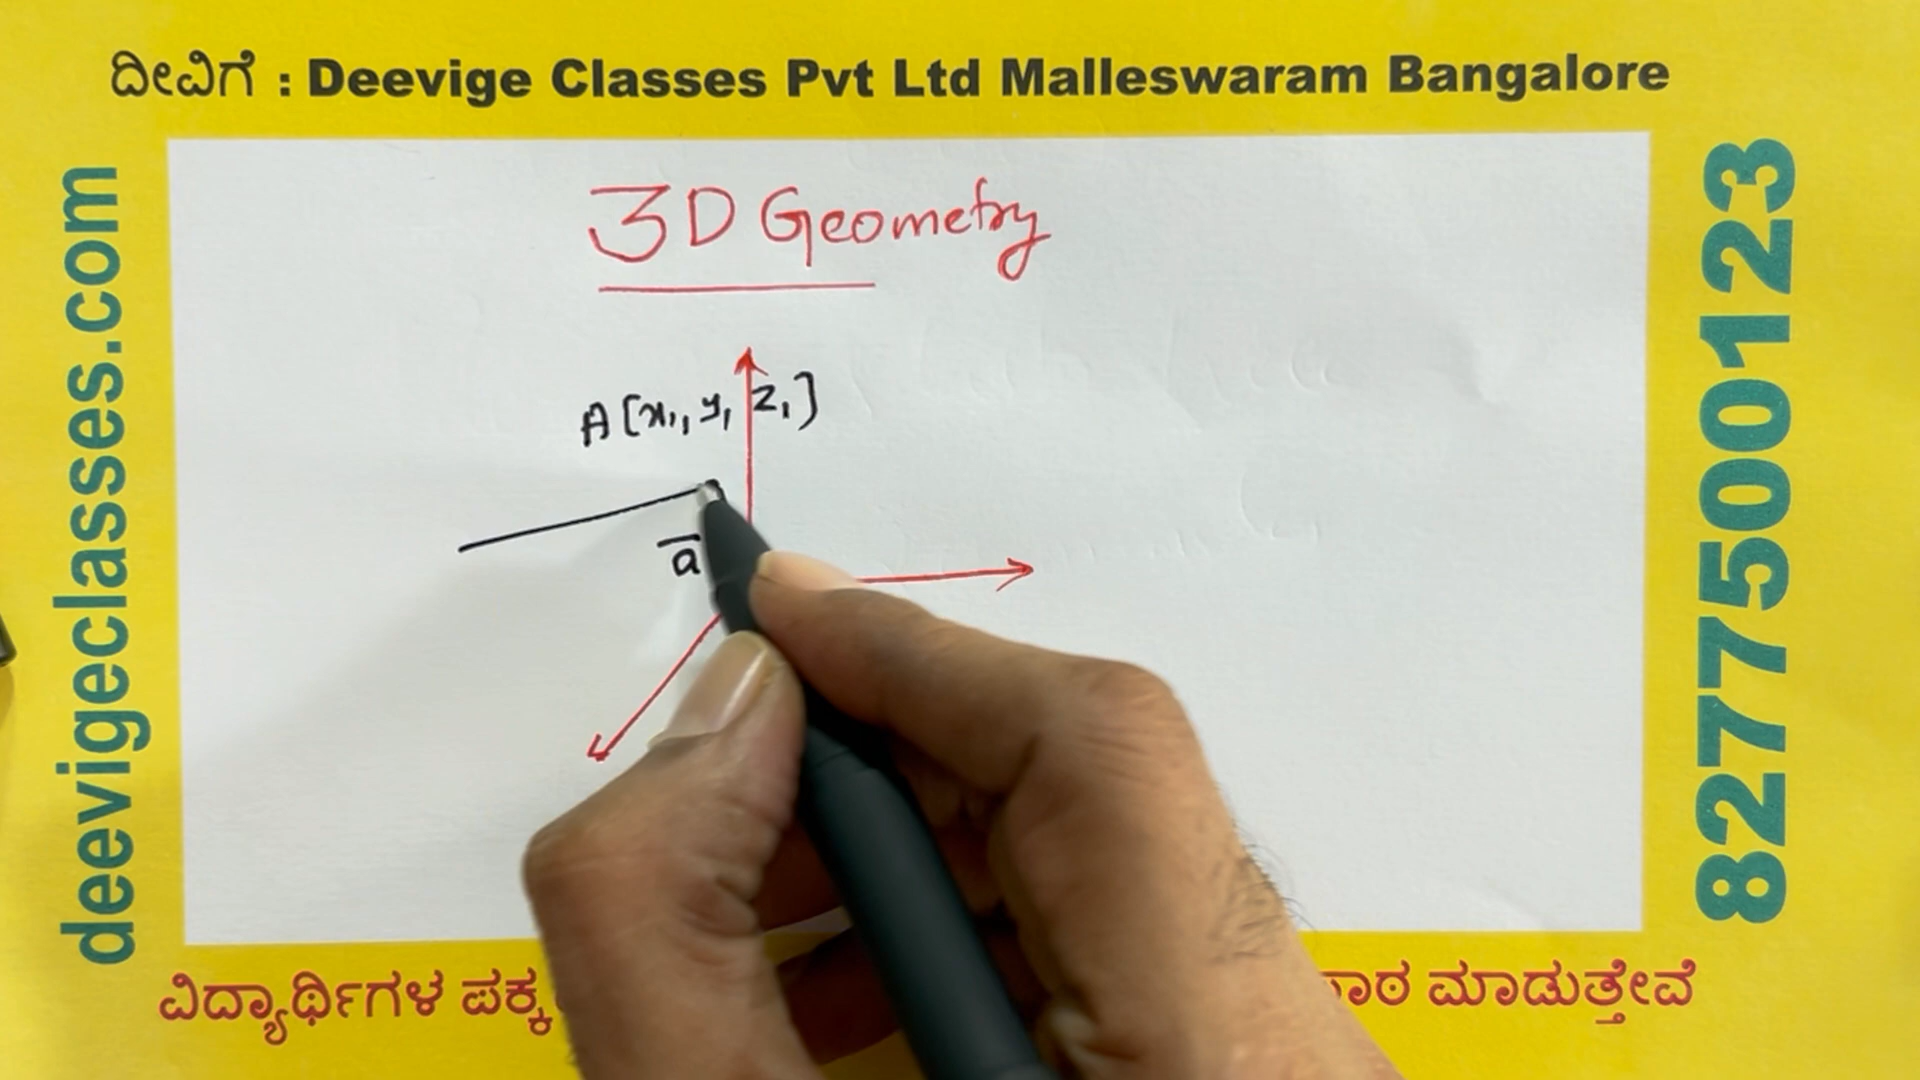 ದೀವಿಗೆ : Deevige Classes Pvt Ltd Malleswaram Bangalore
deevigeclasses.com
3D Geometry
A [x₁, y₁ z₁]
a̅
8277500123
ವಿದ್ಯಾರ್ಥಿಗಳ ಪಕ್ಕ ಮಾಡುತ್ತೇವೆ